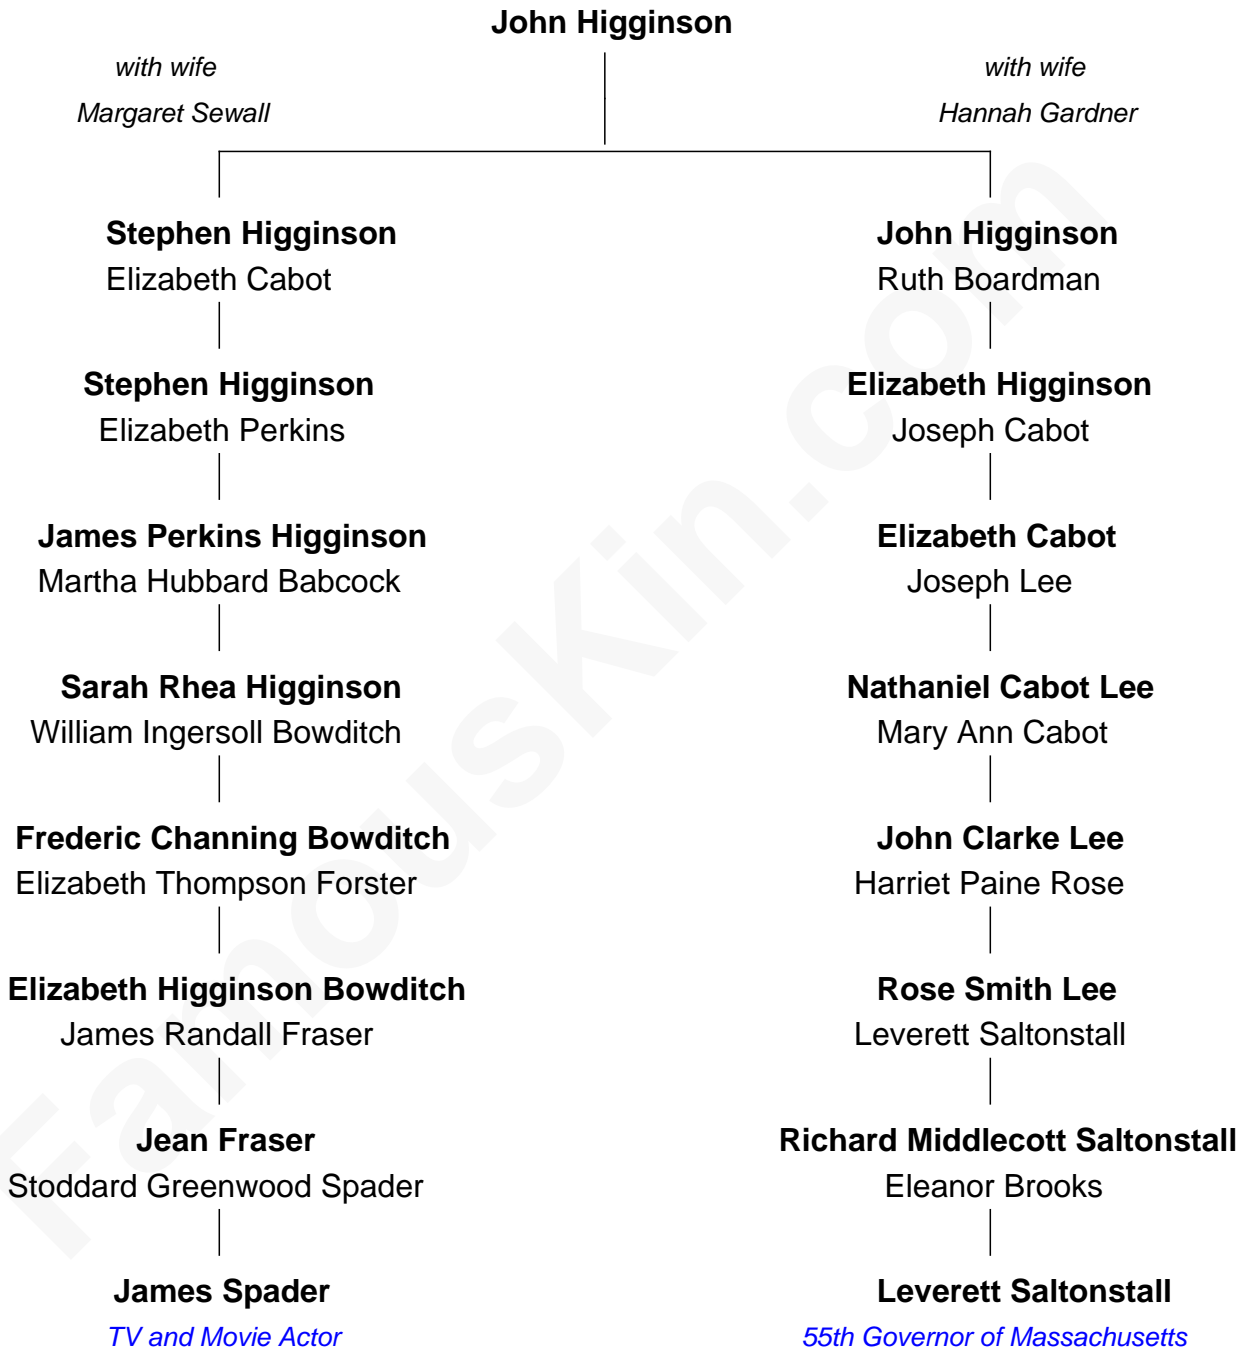 John Higginson
with wife
Margaret Sewall
with wife
Hannah Gardner
Stephen Higginson
Elizabeth Cabot
John Higginson
Ruth Boardman
Stephen Higginson
Elizabeth Perkins
Elizabeth Higginson
Joseph Cabot
James Perkins Higginson
Martha Hubbard Babcock
Elizabeth Cabot
Joseph Lee
Sarah Rhea Higginson
William Ingersoll Bowditch
Nathaniel Cabot Lee
Mary Ann Cabot
Frederic Channing Bowditch
Elizabeth Thompson Forster
John Clarke Lee
Harriet Paine Rose
Elizabeth Higginson Bowditch
James Randall Fraser
Rose Smith Lee
Leverett Saltonstall
Jean Fraser
Stoddard Greenwood Spader
Richard Middlecott Saltonstall
Eleanor Brooks
James Spader
TV and Movie Actor
Leverett Saltonstall
55th Governor of Massachusetts
FamousKin.com